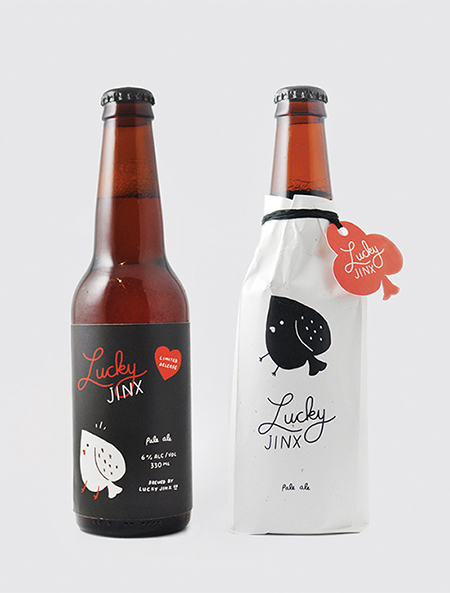 Lucky
JINX
LIMITED
RELEASE
Pale ale
6% ALC/VOL
330ML
BREWED BY
LUCKY JINX CO
Lucky
JINX
Lucky
JINX
Pale ale